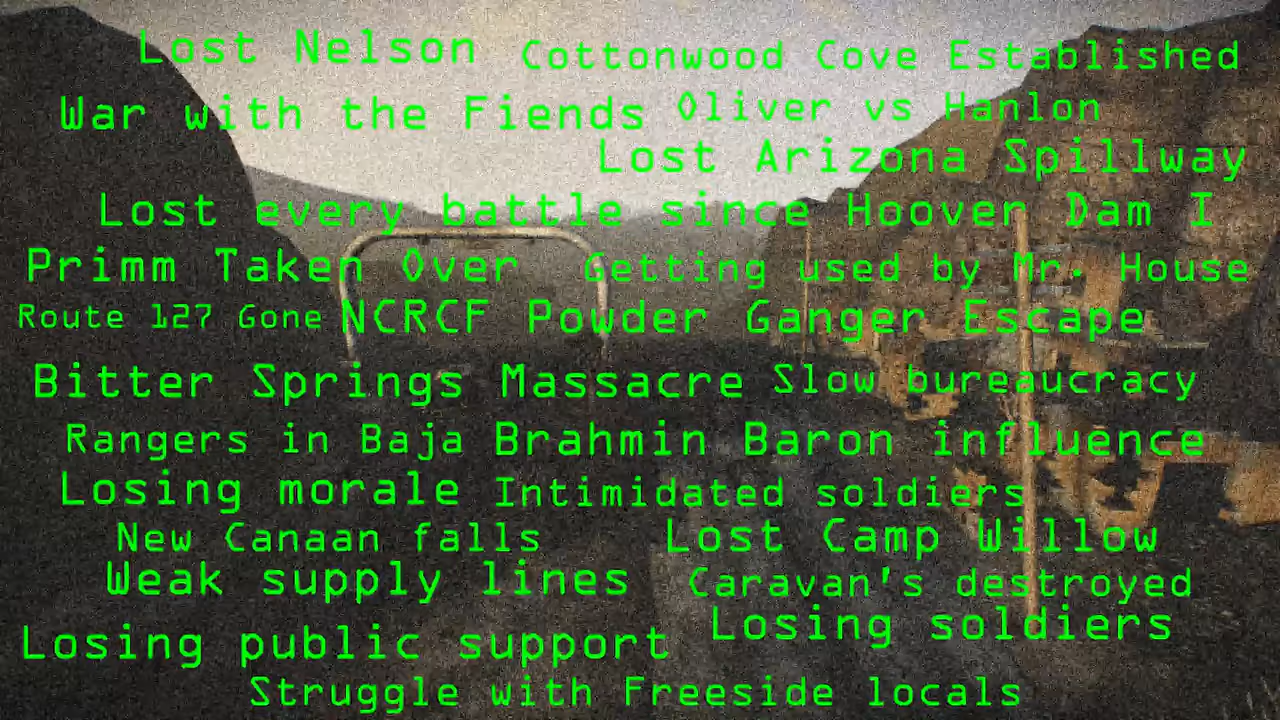 Lost Nelson
Cottonwood Cove Established
War with the Fiends
Oliver vs Hanlon
Lost Arizona Spillway
Lost every battle since Hoover Dam I
Primm Taken Over
Getting used by Mr. House
Route 127 Gone
NCRCF Powder Ganger Escape
Bitter Springs Massacre
Slow bureaucracy
Rangers in Baja
Brahmin Baron influence
Losing morale
Intimidated soldiers
New Canaan falls
Lost Camp Willow
Weak supply lines
Caravan's destroyed
Losing soldiers
Losing public support
Struggle with Freeside locals